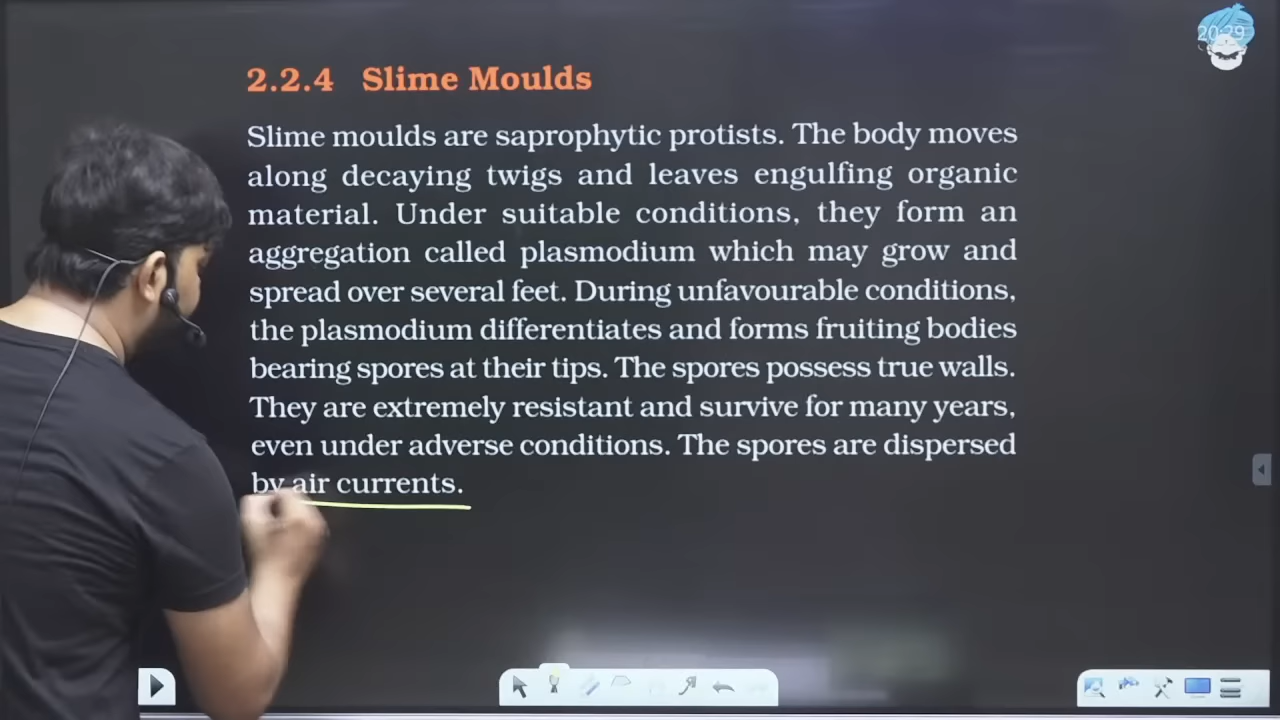 20:29
2.2.4 Slime Moulds
Slime moulds are saprophytic protists. The body moves
along decaying twigs and leaves engulfing organic
material. Under suitable conditions, they form an
aggregation called plasmodium which may grow and
spread over several feet. During unfavourable conditions,
the plasmodium differentiates and forms fruiting bodies
bearing spores at their tips. The spores possess true walls.
They are extremely resistant and survive for many years,
even under adverse conditions. The spores are dispersed
by air currents.